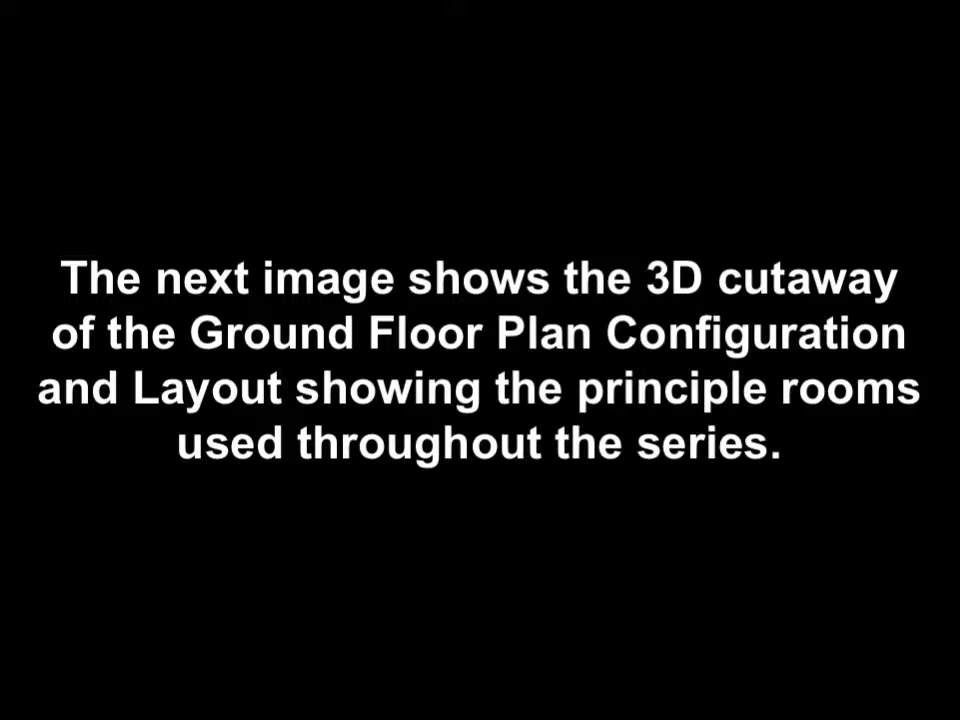 The next image shows the 3D cutaway
of the Ground Floor Plan Configuration
and Layout showing the principle rooms
used throughout the series.